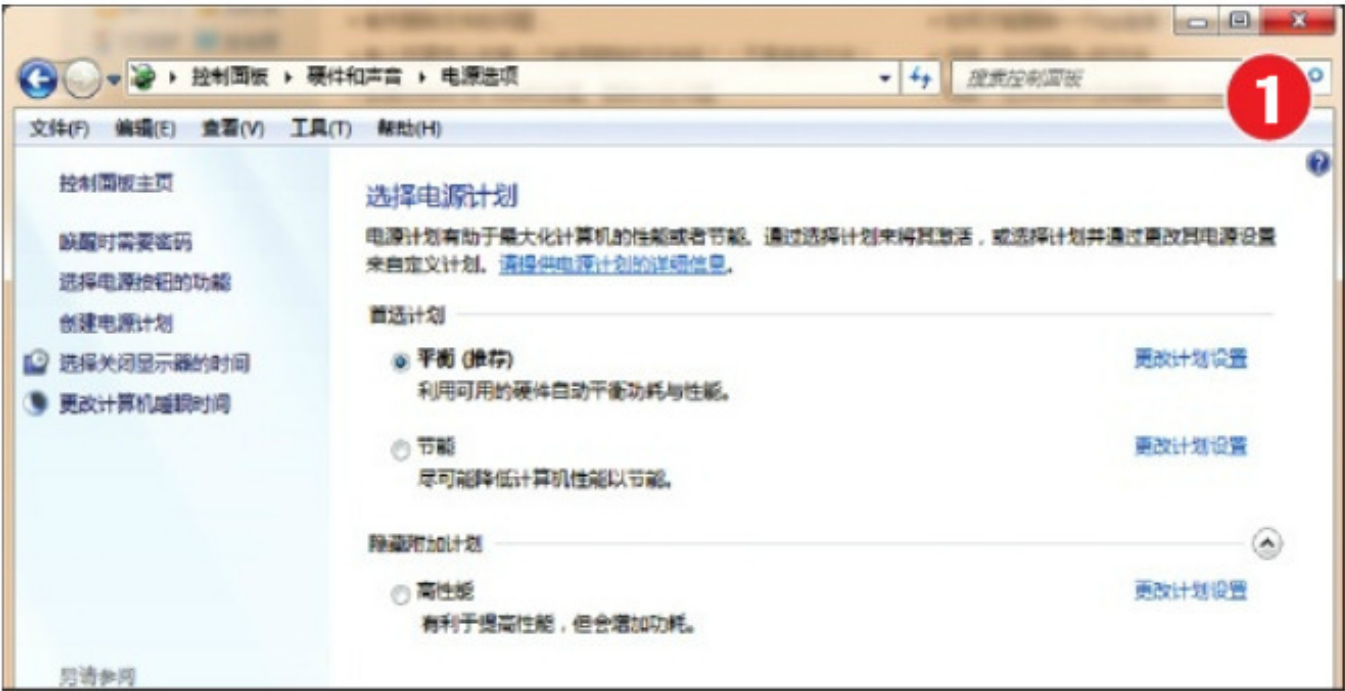 控制面板 ▸ 硬件和声音 ▸ 电源选项
搜索控制面板
1
文件(F) 编辑(E) 查看(V) 工具(T) 帮助(H)
控制面板主页
唤醒时需要密码
选择电源按钮的功能
创建电源计划
选择关闭显示器的时间
更改计算机睡眠时间
另请参阅
选择电源计划
电源计划有助于最大化计算机的性能或者节能。通过选择计划来将其激活，或选择计划并通过更改其电源设置
来自定义计划。请提供电源计划的详细信息。
首选计划
平衡 (推荐) 更改计划设置
利用可用的硬件自动平衡功耗与性能。
节能 更改计划设置
尽可能降低计算机性能以节能。
隐藏附加计划
高性能 更改计划设置
有利于提高性能，但会增加功耗。